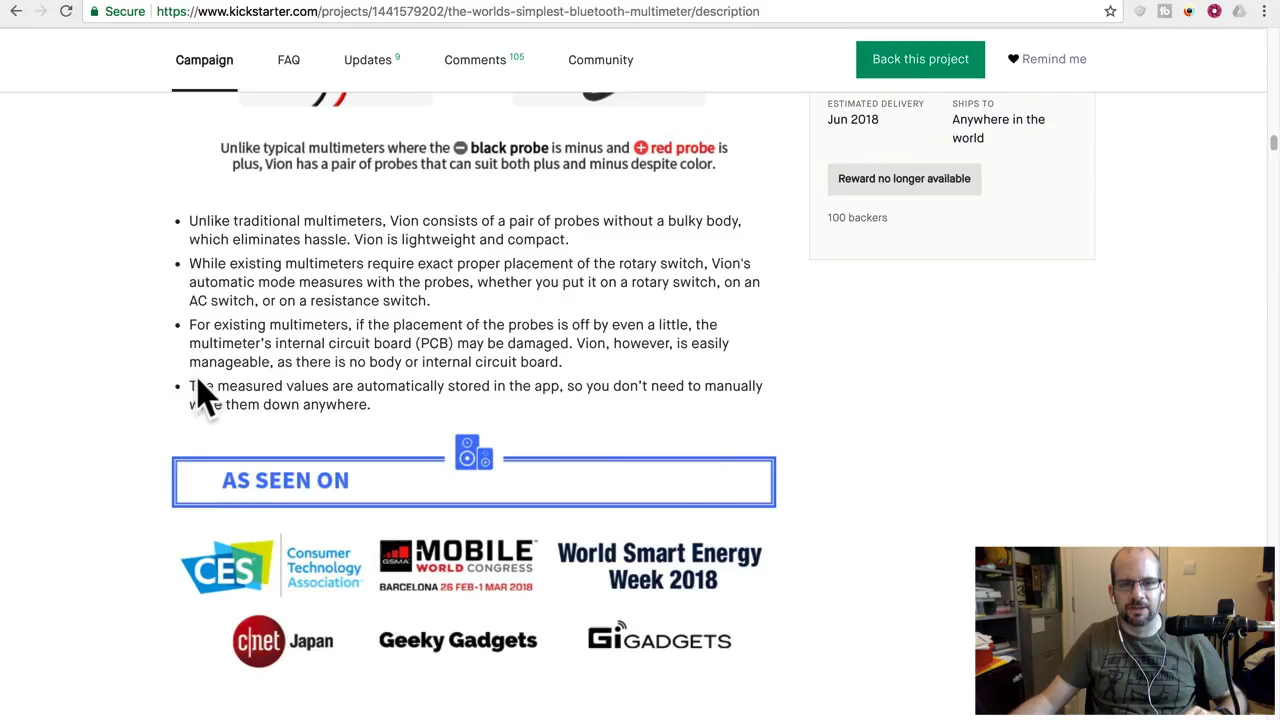 Secure https://www.kickstarter.com/projects/1441579202/the-worlds-simplest-bluetooth-multimeter/description
Campaign FAQ Updates 9 Comments 105 Community Back this project Remind me
Unlike typical multimeters where the black probe is minus and red probe is
plus, Vion has a pair of probes that can suit both plus and minus despite color.
Unlike traditional multimeters, Vion consists of a pair of probes without a bulky body,
which eliminates hassle. Vion is lightweight and compact.
While existing multimeters require exact proper placement of the rotary switch, Vion's
automatic mode measures with the probes, whether you put it on a rotary switch, on an
AC switch, or on a resistance switch.
For existing multimeters, if the placement of the probes is off by even a little, the
multimeter's internal circuit board (PCB) may be damaged. Vion, however, is easily
manageable, as there is no body or internal circuit board.
The measured values are automatically stored in the app, so you don't need to manually
write them down anywhere.
AS SEEN ON
CES Consumer
Technology
Association
GSMA MOBILE
WORLD CONGRESS
BARCELONA 26 FEB-1 MAR 2018
World Smart Energy
Week 2018
c|net Japan
Geeky Gadgets
GiGADGETS
ESTIMATED DELIVERY SHIPS TO
Jun 2018 Anywhere in the
world
Reward no longer available
100 backers